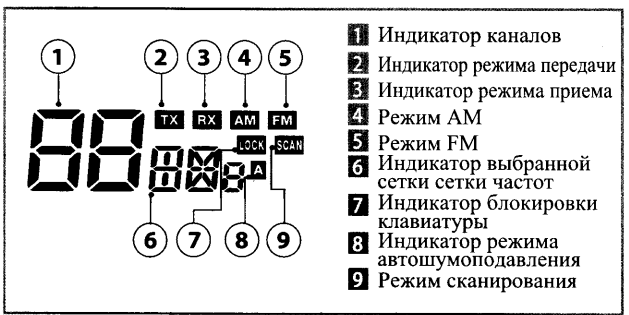 1 2 3 4 5
TX RX AM FM
LOCK SCAN
A
6 7 8 9
1 Индикатор каналов
2 Индикатор режима передачи
3 Индикатор режима приема
4 Режим AM
5 Режим FM
6 Индикатор выбранной
сетки сетки частот
7 Индикатор блокировки
клавиатуры
8 Индикатор режима
автошумоподавления
9 Режим сканирования